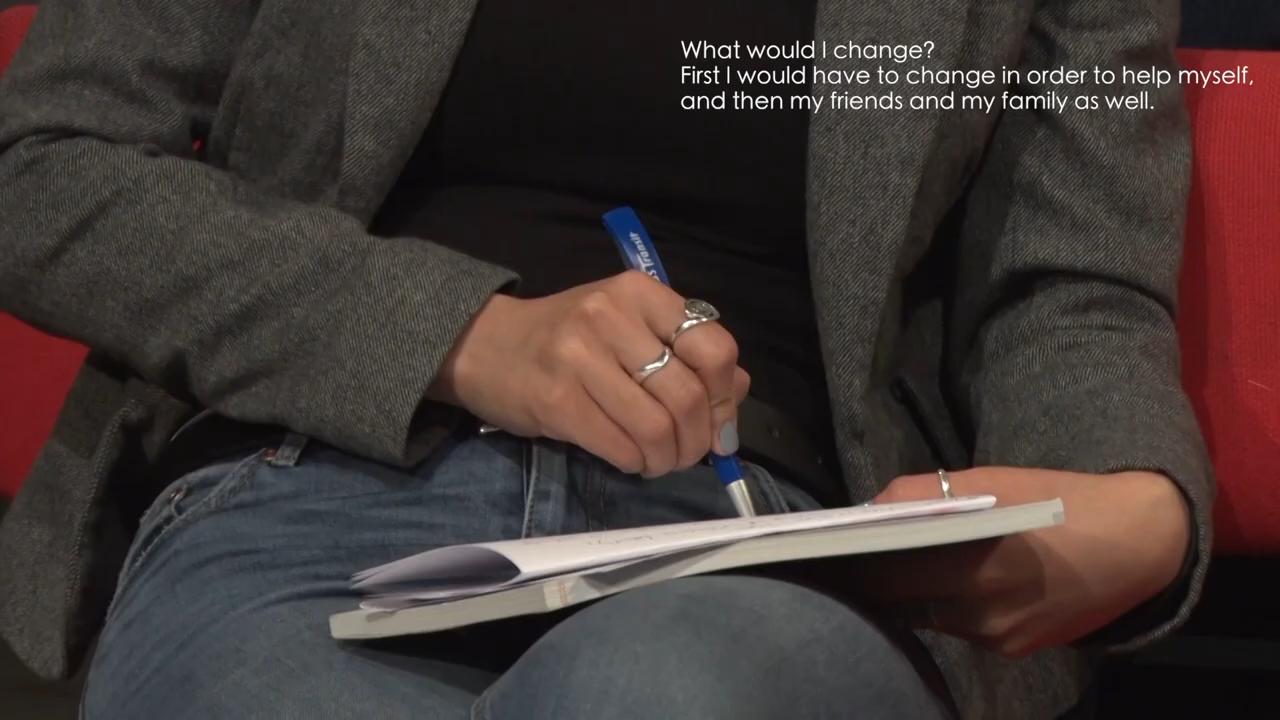 What would I change?
First I would have to change in order to help myself,
and then my friends and my family as well.
sTransit